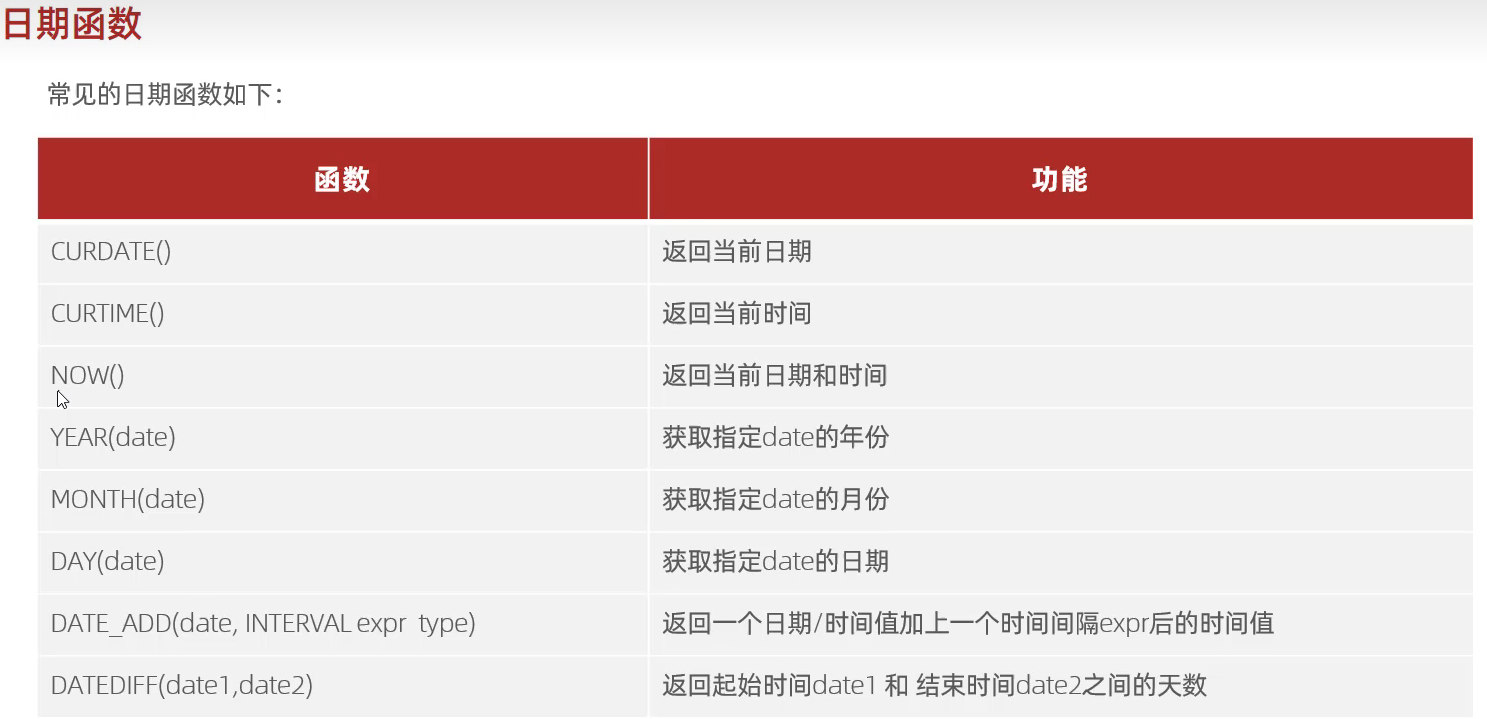 日期函数
常见的日期函数如下：
函数 功能
CURDATE() 返回当前日期
CURTIME() 返回当前时间
NOW() 返回当前日期和时间
YEAR(date) 获取指定date的年份
MONTH(date) 获取指定date的月份
DAY(date) 获取指定date的日期
DATE_ADD(date, INTERVAL expr type) 返回一个日期/时间值加上一个时间间隔expr后的时间值
DATEDIFF(date1,date2) 返回起始时间date1 和 结束时间date2之间的天数